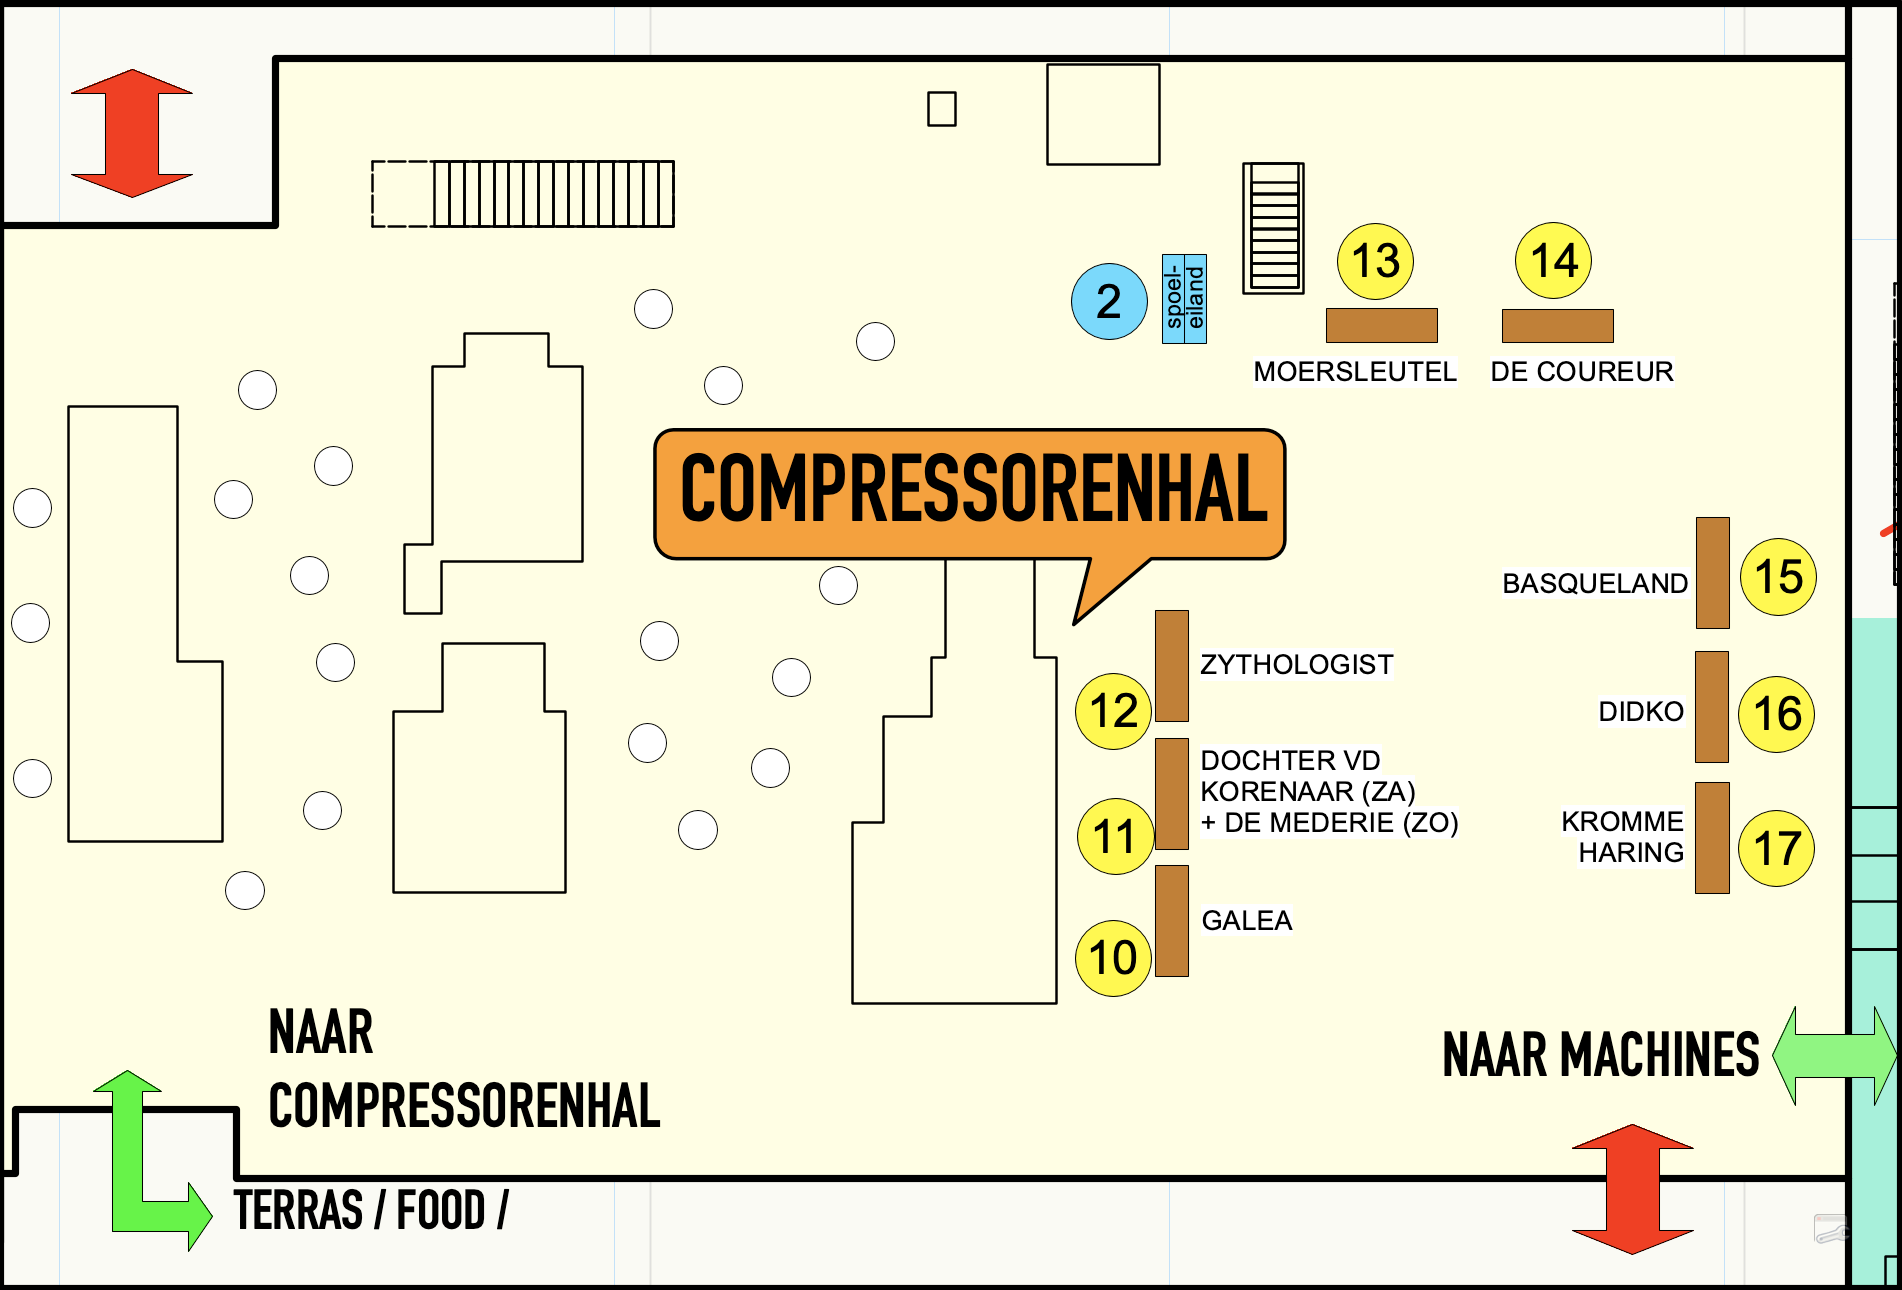 13
14
2
spoel-
eiland
MOERSLEUTEL
DE COUREUR
COMPRESSORENHAL
BASQUELAND
15
ZYTHOLOGIST
12
DIDKO
16
DOCHTER VD
KORENAAR (ZA)
+ DE MEDERIE (ZO)
11
KROMME
HARING
17
GALEA
10
NAAR
COMPRESSORENHAL
NAAR MACHINES
TERRAS / FOOD /